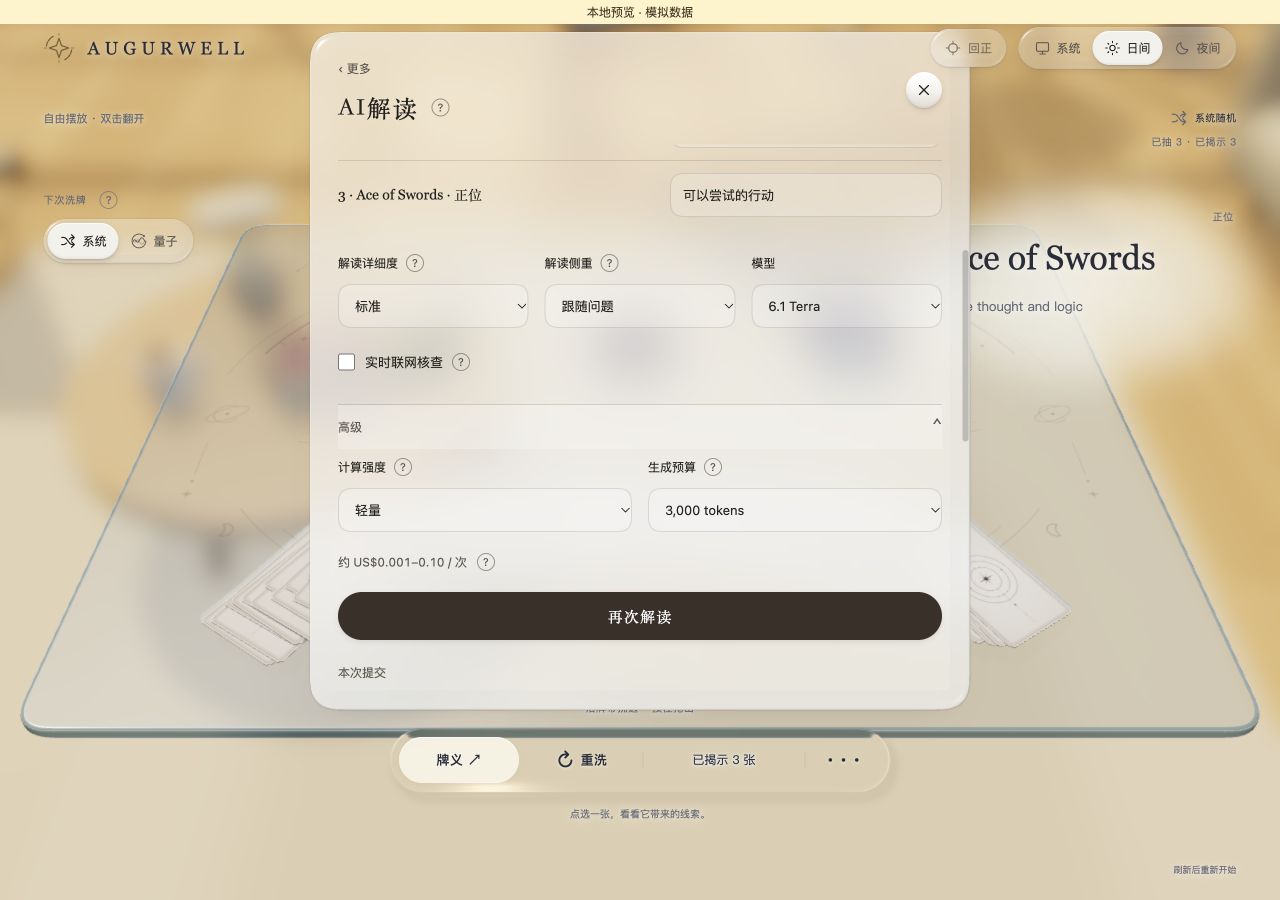 本地预览 · 模拟数据
AUGURWELL
回正
系统
日间
夜间
自由摆放 · 双击翻开
系统随机
已抽 3 · 已揭示 3
下次洗牌 ?
系统
量子
‹ 更多
AI解读 ?
3 · Ace of Swords · 正位
可以尝试的行动
解读详细度 ?
解读侧重 ?
模型
标准
跟随问题
6.1 Terra
实时联网核查 ?
高级
计算强度 ?
生成预算 ?
轻量
3,000 tokens
约 US$0.001–0.10 / 次 ?
再次解读
本次提交
正位
ce of Swords
thought and logic
牌义 ↗
重洗
已揭示 3 张
• • •
点选一张，看看它带来的线索。
刷新后重新开始